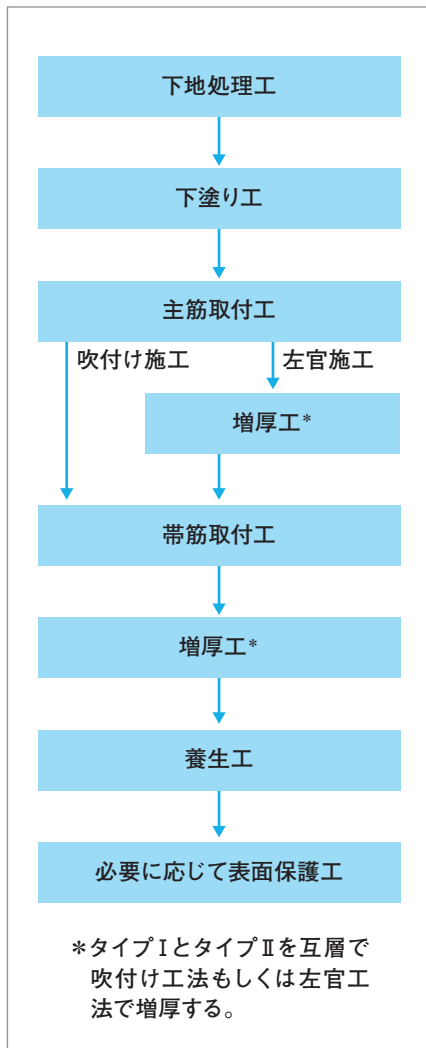 下地処理工
下塗り工
主筋取付工
吹付け施工 左官施工
増厚工*
帯筋取付工
増厚工*
養生工
必要に応じて表面保護工
*タイプⅠとタイプⅡを互層で
吹付け工法もしくは左官工
法で増厚する。